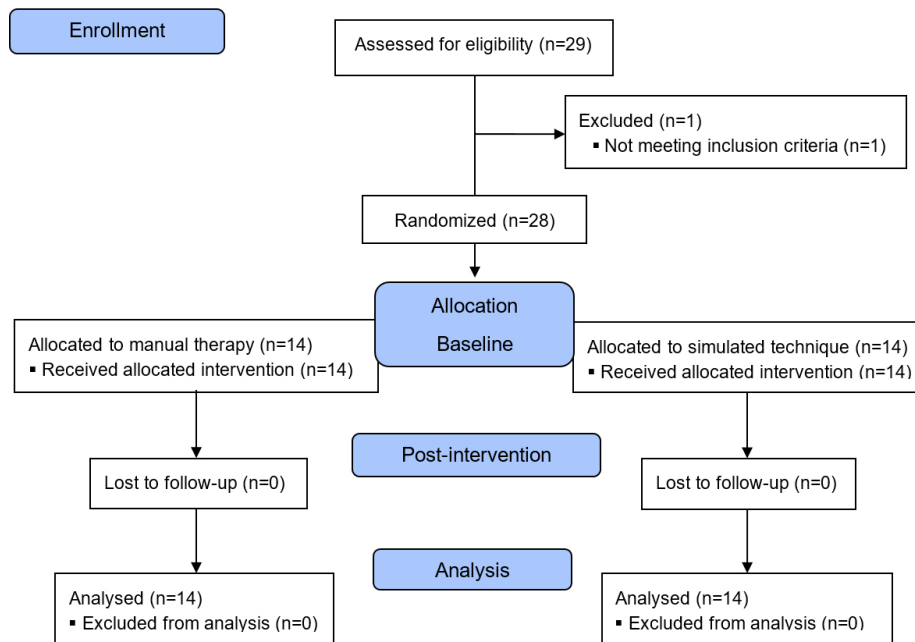 Enrollment
Assessed for eligibility (n=29)
Excluded (n=1)
▪ Not meeting inclusion criteria (n=1)
Randomized (n=28)
Allocation
Baseline
Allocated to manual therapy (n=14)
▪ Received allocated intervention (n=14)
Allocated to simulated technique (n=14)
▪ Received allocated intervention (n=14)
Post-intervention
Lost to follow-up (n=0)
Lost to follow-up (n=0)
Analysis
Analysed (n=14)
▪ Excluded from analysis (n=0)
Analysed (n=14)
▪ Excluded from analysis (n=0)